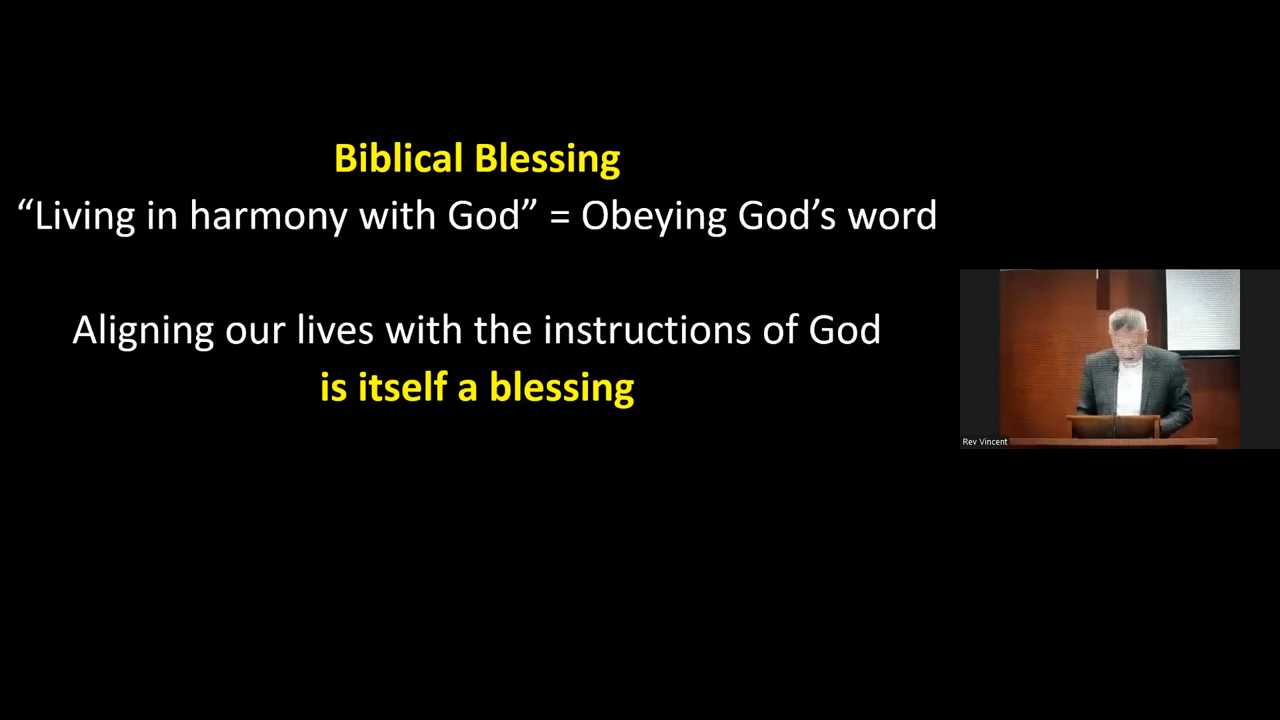 Biblical Blessing
“Living in harmony with God” = Obeying God’s word
Aligning our lives with the instructions of God
is itself a blessing
Rev Vincent